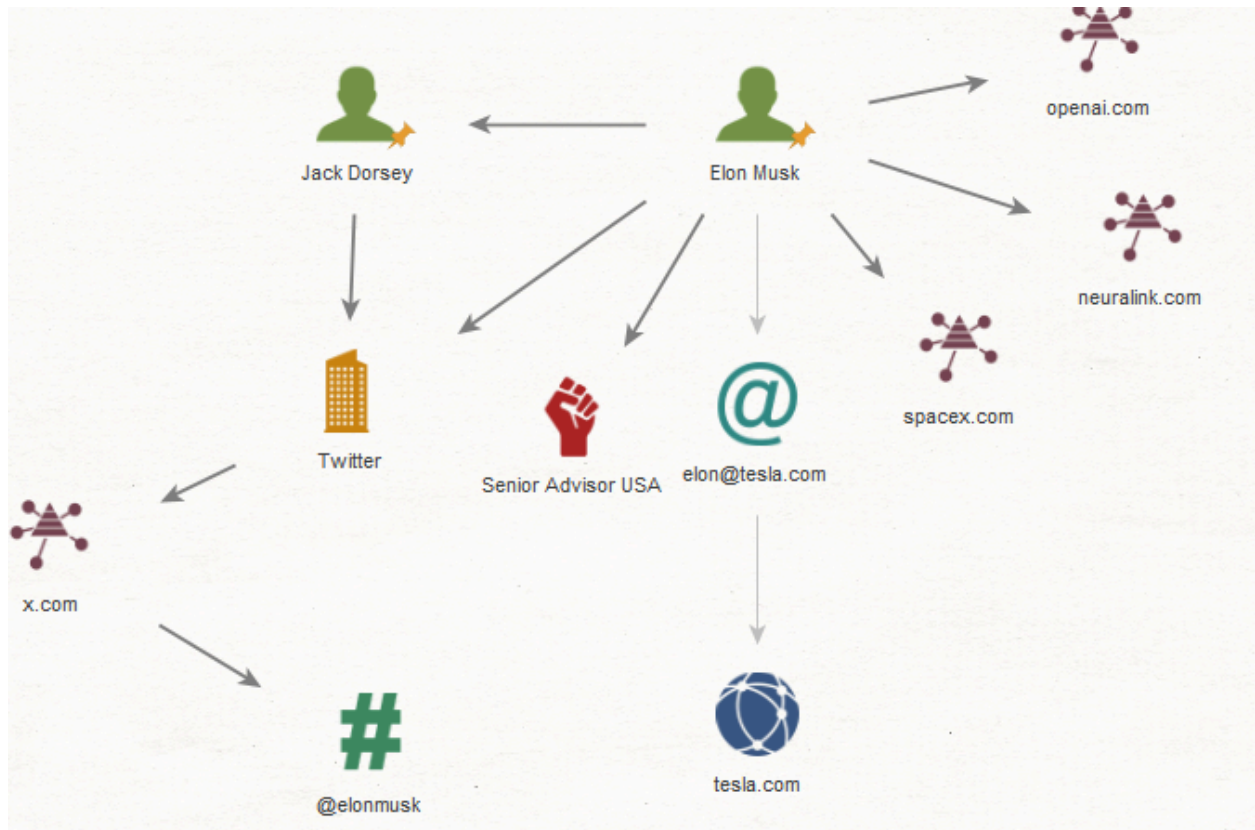 openai.com
Jack Dorsey
Elon Musk
neuralink.com
spacex.com
Twitter
Senior Advisor USA
elon@tesla.com
x.com
tesla.com
@elonmusk